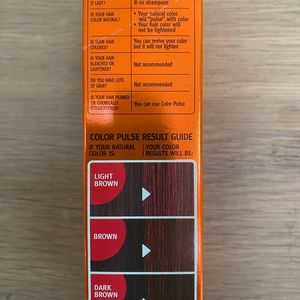 IT LAST?
8-10 shampoos
IS YOUR HAIR
COLOR NATURAL?
• Your natural color
will "pulse" with color
• Your hair color will
not be lightened
HAIR
COLORED?
You can revive your color
but it will not lighten
IS YOUR HAIR
BLEACHED OR
LIGHTENED?
Not recommended
DO YOU HAVE LOTS
OF GRAY?
Not recommended
IS YOUR HAIR PERMED
OR CHEMICALLY
STRAIGHTENED?
You can use Color Pulse
COLOR PULSE RESULT GUIDE
IF YOUR NATURAL
COLOR IS:
YOUR COLOR
RESULTS WILL BE:
LIGHT
BROWN
BROWN
DARK
BROWN